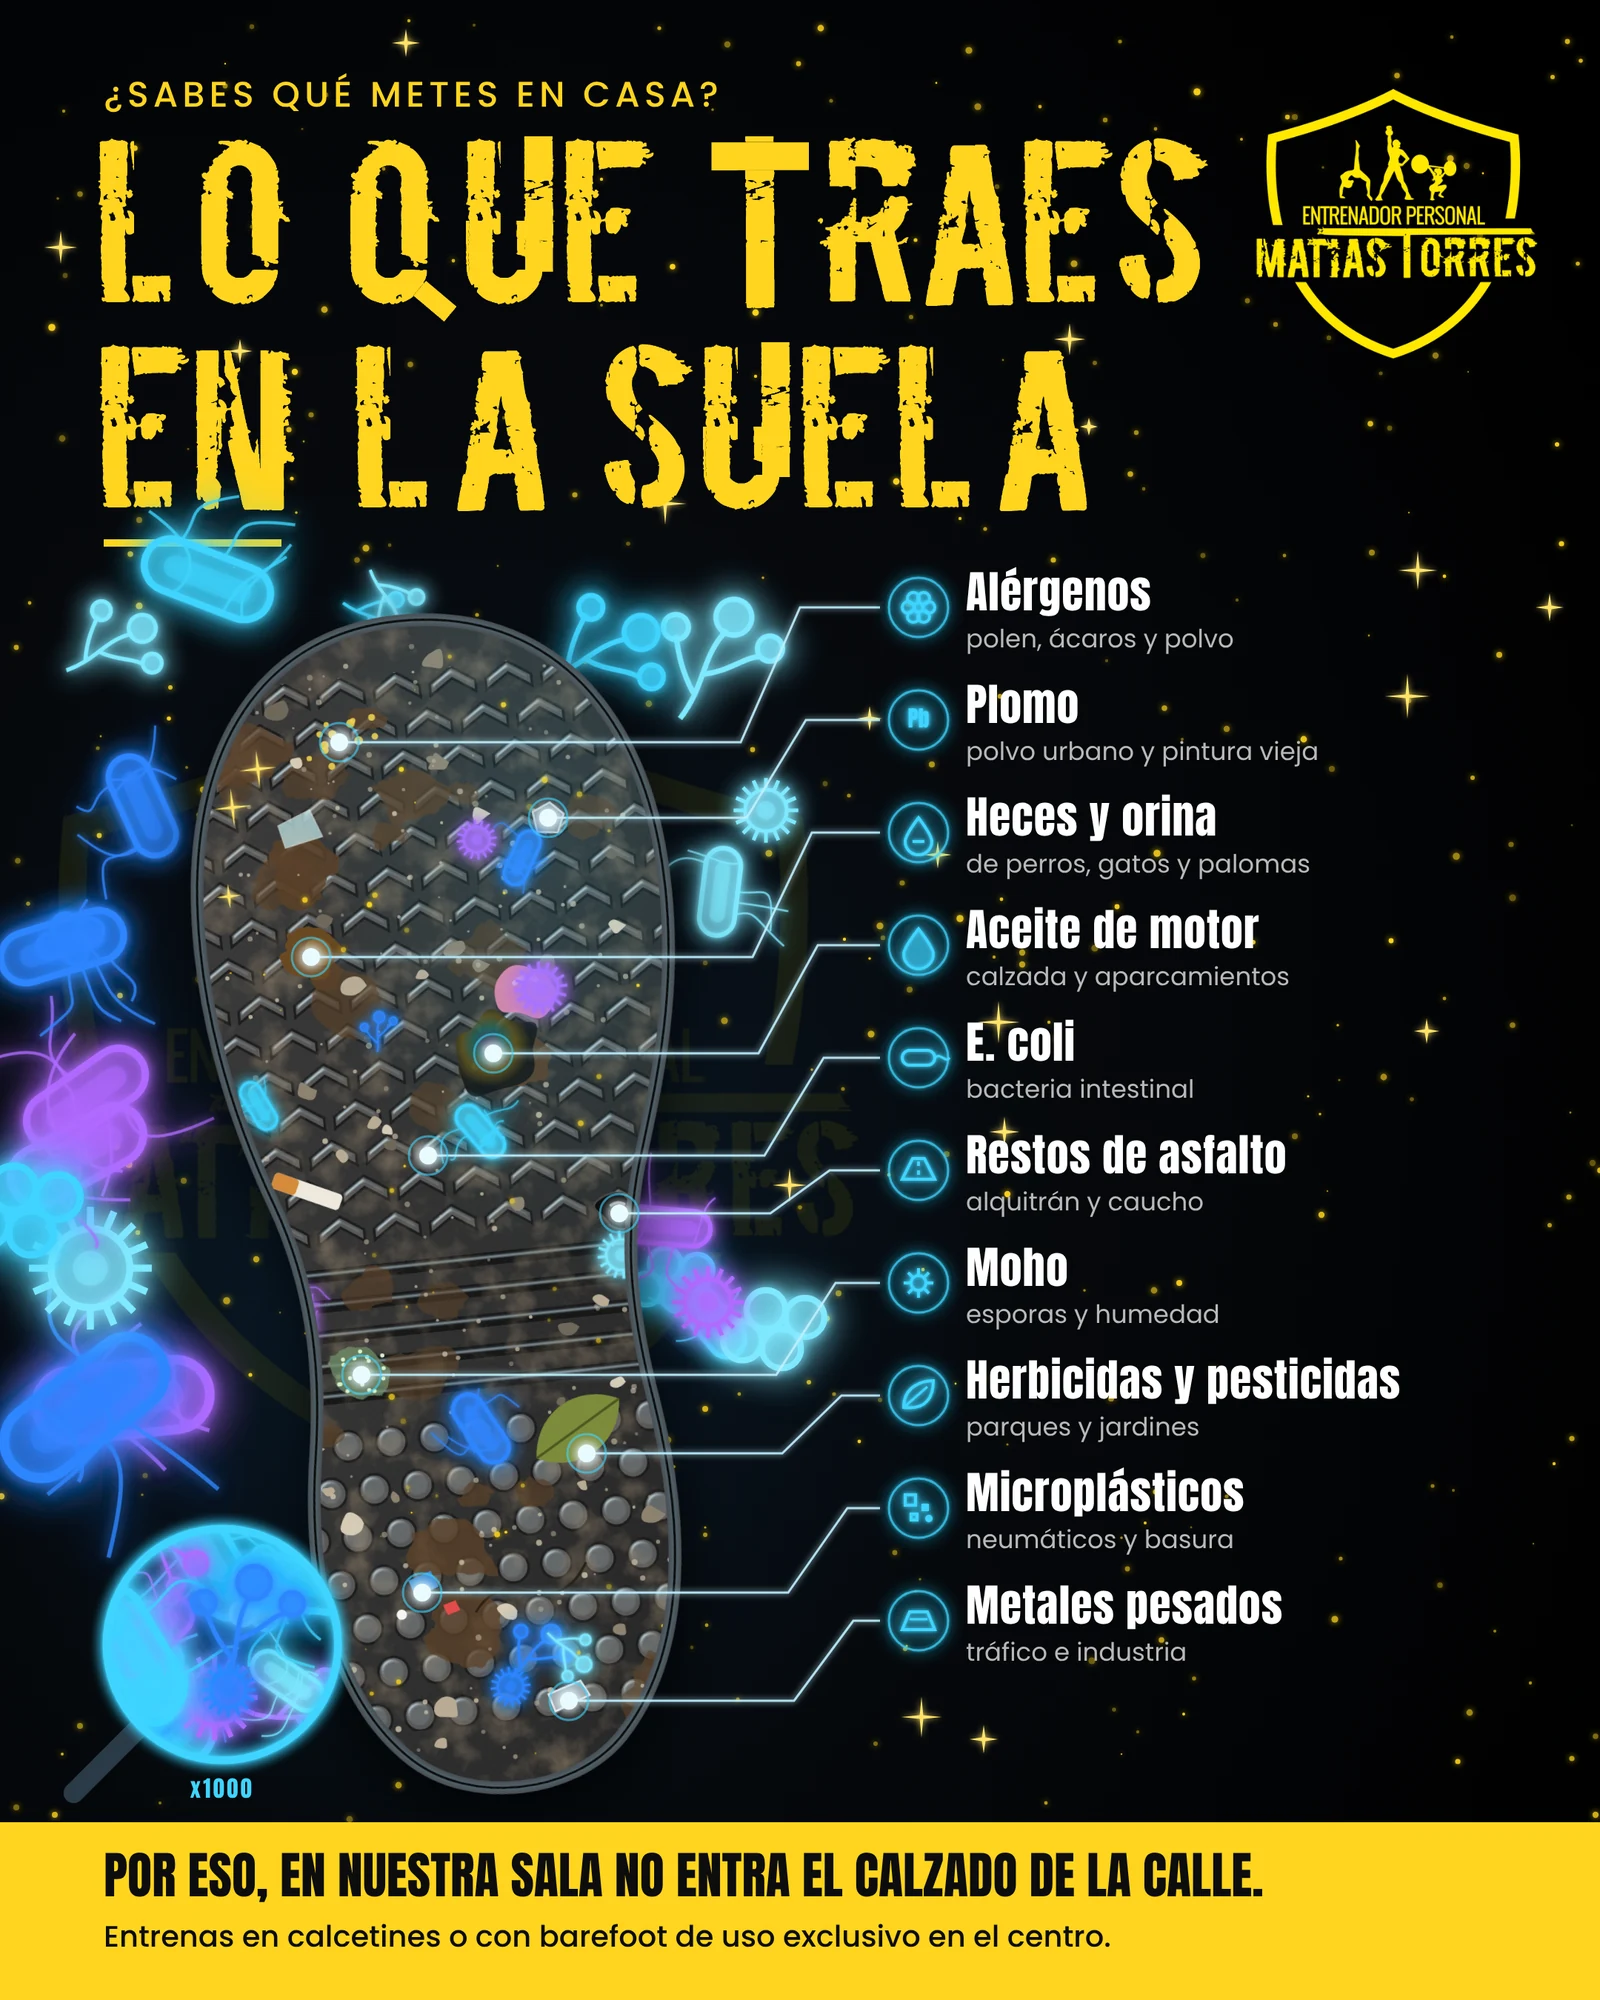 ¿SABES QUÉ METES EN CASA?
LO QUE TRAES
EN LA SUELA
ENTRENADOR PERSONAL
MATIAS TORRES
Alérgenos
polen, ácaros y polvo
Pb
Plomo
polvo urbano y pintura vieja
Heces y orina
de perros, gatos y palomas
Aceite de motor
calzada y aparcamientos
E. coli
bacteria intestinal
Restos de asfalto
alquitrán y caucho
Moho
esporas y humedad
Herbicidas y pesticidas
parques y jardines
Microplásticos
neumáticos y basura
Metales pesados
tráfico e industria
x1000
POR ESO, EN NUESTRA SALA NO ENTRA EL CALZADO DE LA CALLE.
Entrenas en calcetines o con barefoot de uso exclusivo en el centro.